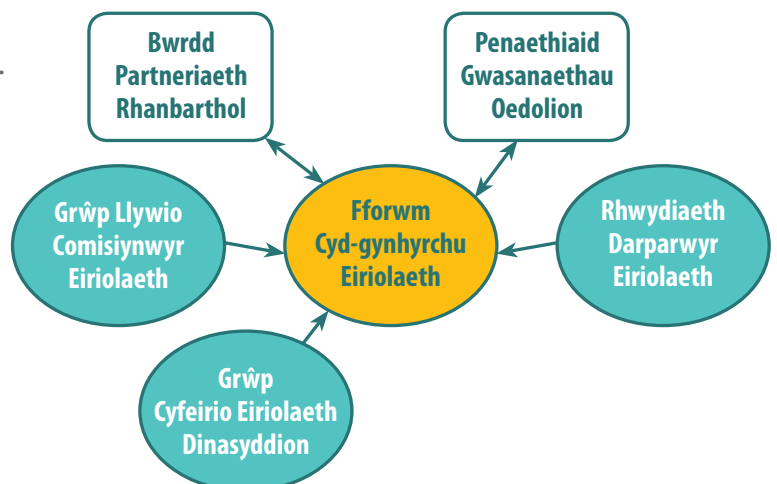 Bwrdd
Partneriaeth
Rhanbarthol
Penaethiaid
Gwasanaethau
Oedolion
Grŵp Llywio
Comisiynwyr
Eiriolaeth
Fforwm
Cyd-gynhyrchu
Eiriolaeth
Rhwydiaeth
Darparwyr
Eiriolaeth
Grŵp
Cyfeirio Eiriolaeth
Dinasyddion